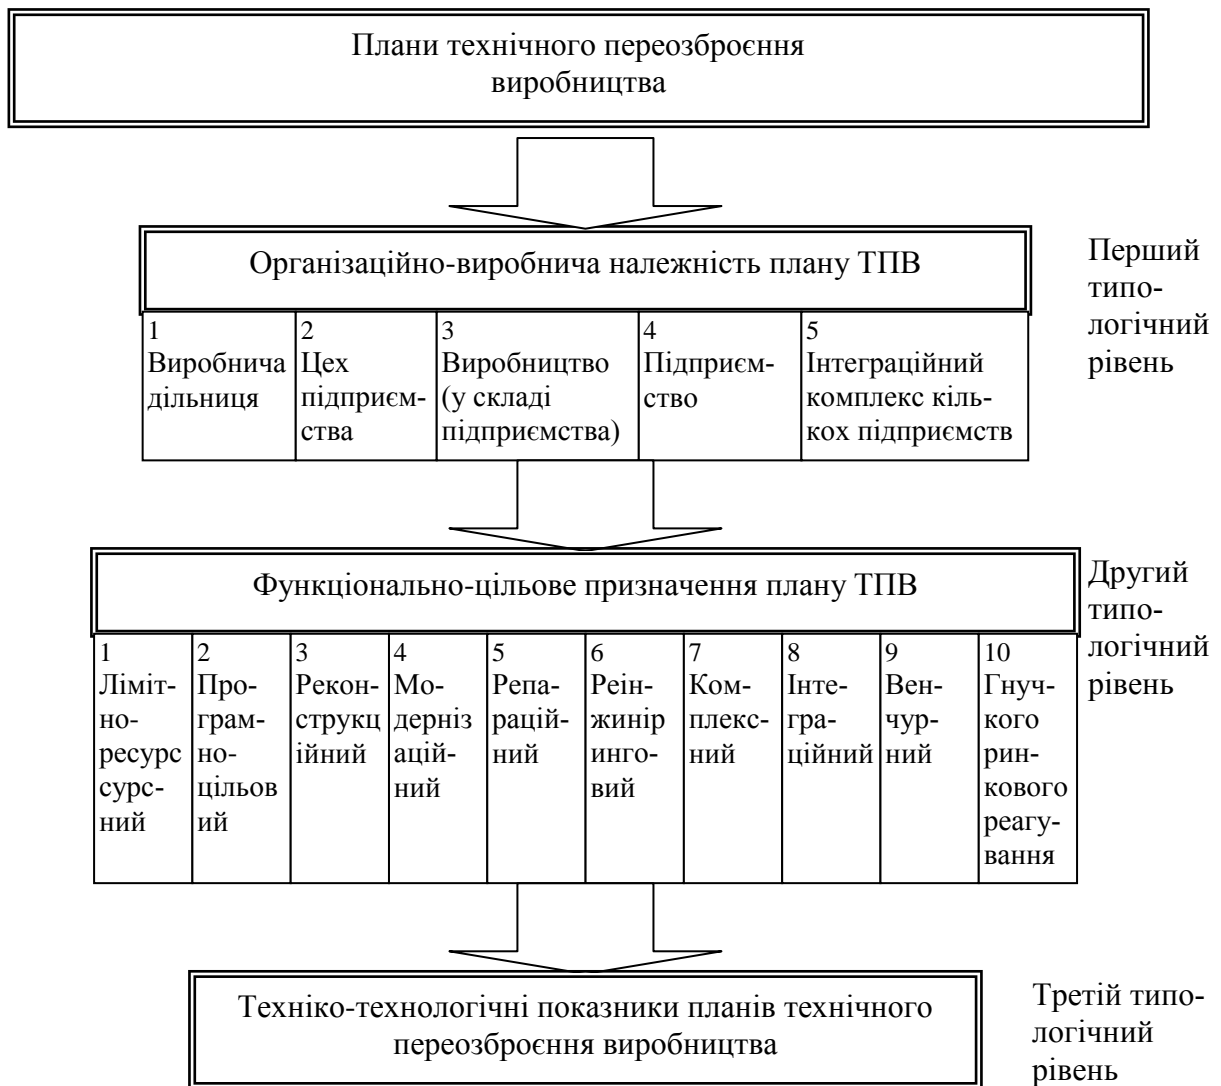 Плани технічного переозброєння
виробництва
Організаційно-виробнича належність плану ТПВ
Перший
типо-
логічний
рівень
1
Виробнича
дільниця
2
Цех
підприєм-
ства
3
Виробництво
(у складі
підприємства)
4
Підприєм-
ство
5
Інтеграційний
комплекс кіль-
кох підприємств
Функціонально-цільове призначення плану ТПВ
Другий
типо-
логічний
рівень
1
Ліміт-
но-
ресурс
сурс-
ний
2
Про-
грам-
но-
цільов
ий
3
Рекон-
струкц
ійний
4
Мо-
дерніз
ацій-
ний
5
Репа-
рацій-
ний
6
Реін-
жинір
инго-
вий
7
Ком-
плекс-
ний
8
Інте-
гра-
ційний
9
Вен-
чур-
ний
10
Гнуч-
кого
рин-
кового
реагу-
вання
Техніко-технологічні показники планів технічного
переозброєння виробництва
Третій типо-
логічний
рівень